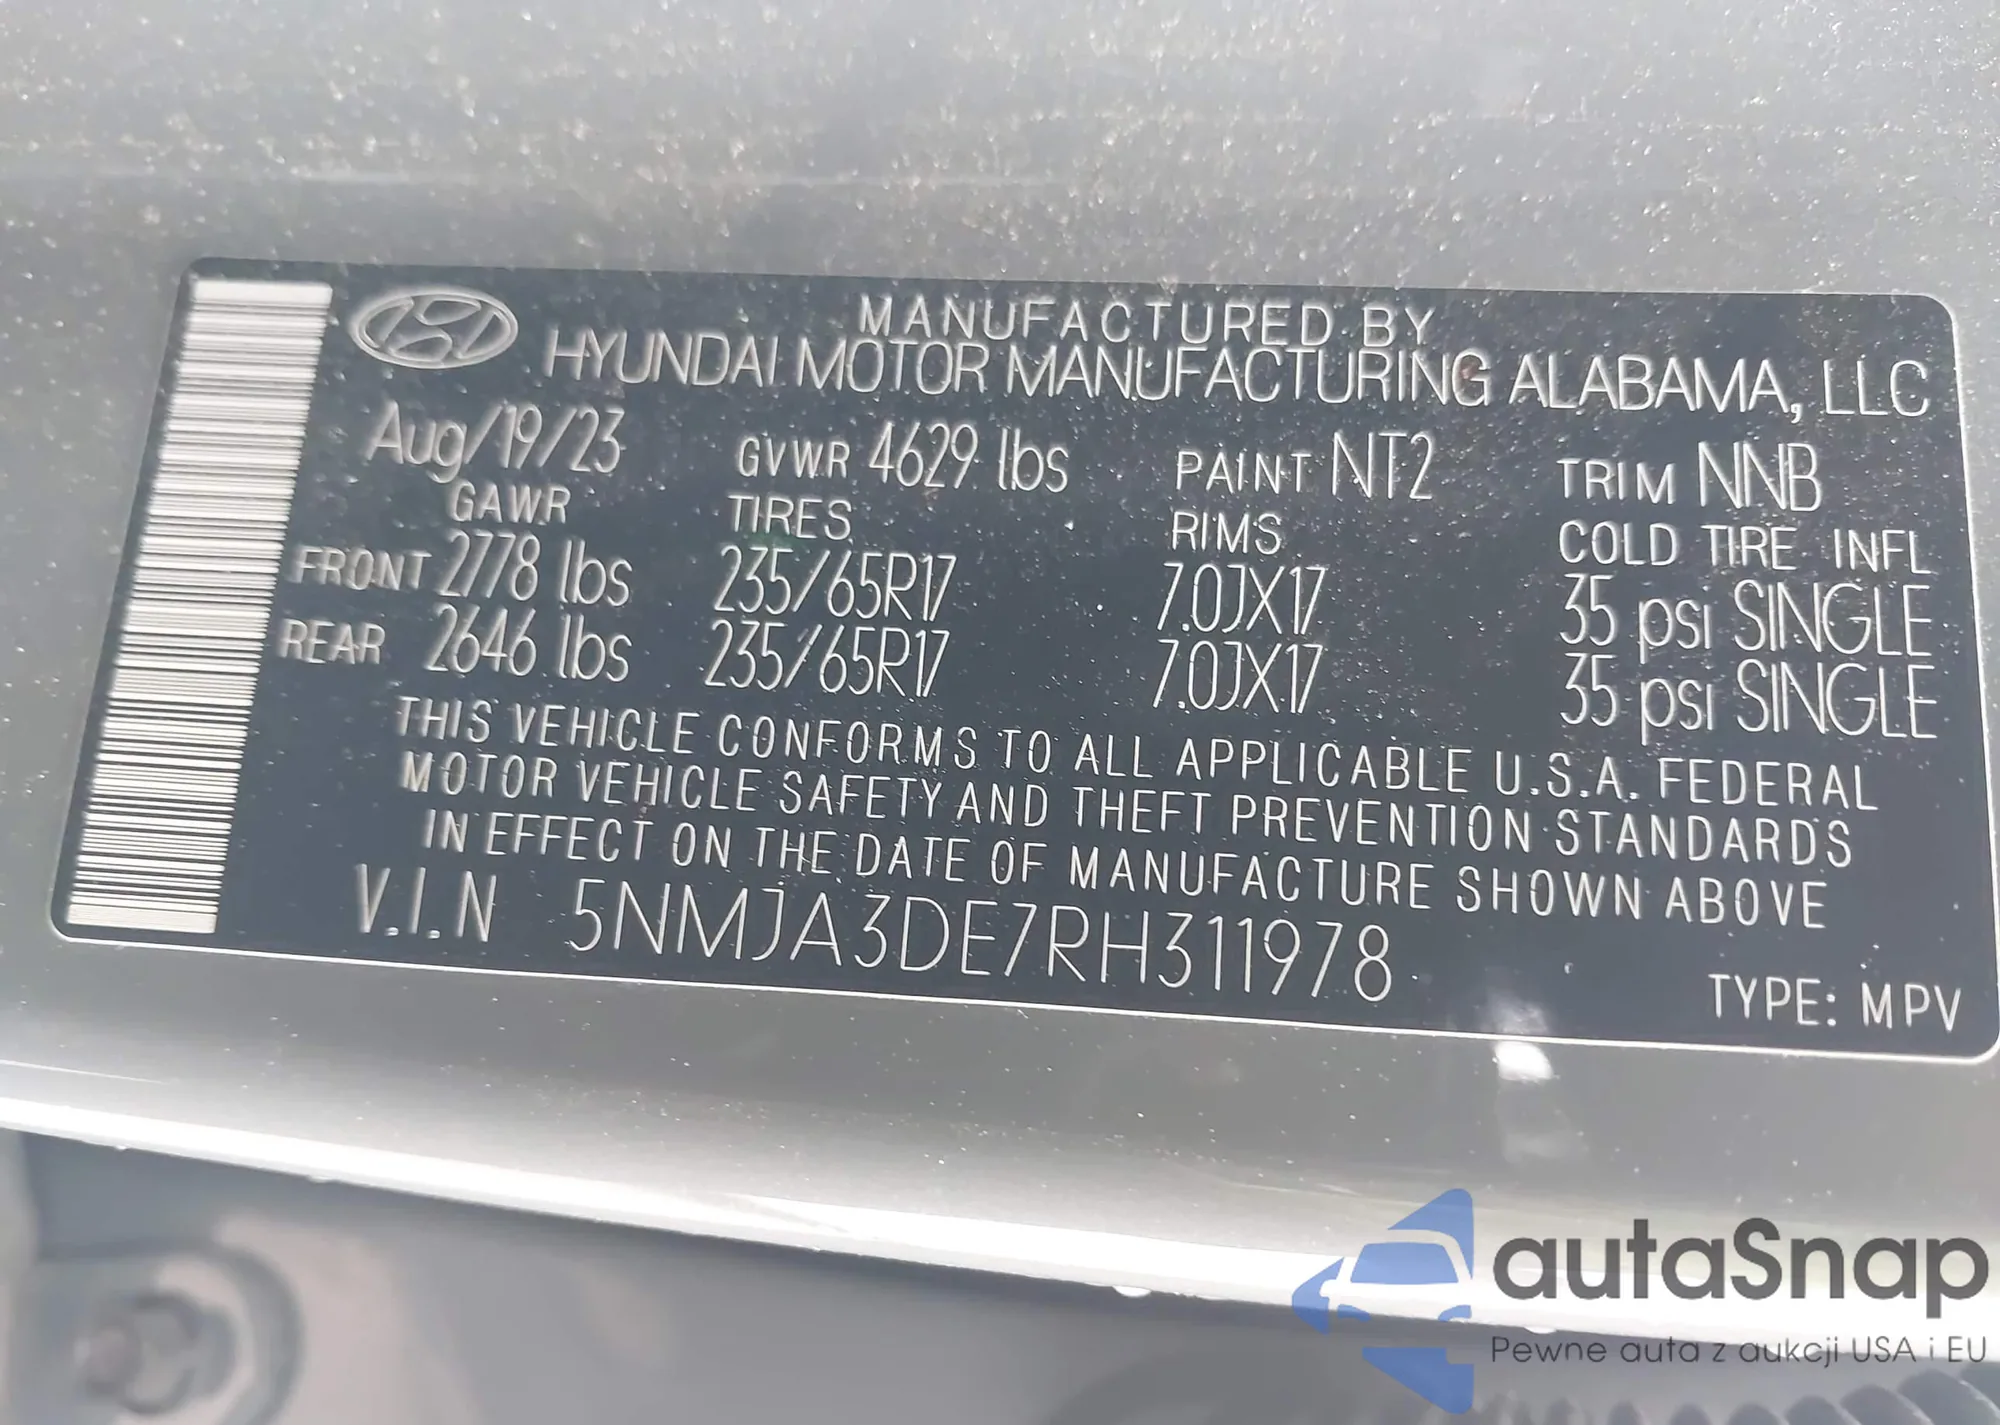 MANUFACTURED BY
HYUNDAI MOTOR MANUFACTURING ALABAMA, LLC
Aug/19/23 GVWR 4629 lbs PAINT NT2 TRIM NNB
GAWR TIRES RIMS COLD TIRE INFL
FRONT 2778 lbs 235/65R17 7.0JX17 35 psi SINGLE
REAR 2646 lbs 235/65R17 7.0JX17 35 psi SINGLE
THIS VEHICLE CONFORMS TO ALL APPLICABLE U.S.A. FEDERAL
MOTOR VEHICLE SAFETY AND THEFT PREVENTION STANDARDS
IN EFFECT ON THE DATE OF MANUFACTURE SHOWN ABOVE
V.I.N 5NMJA3DE7RH311978
TYPE: MPV
autaSnap
Pewne auta z aukcji USA i EU